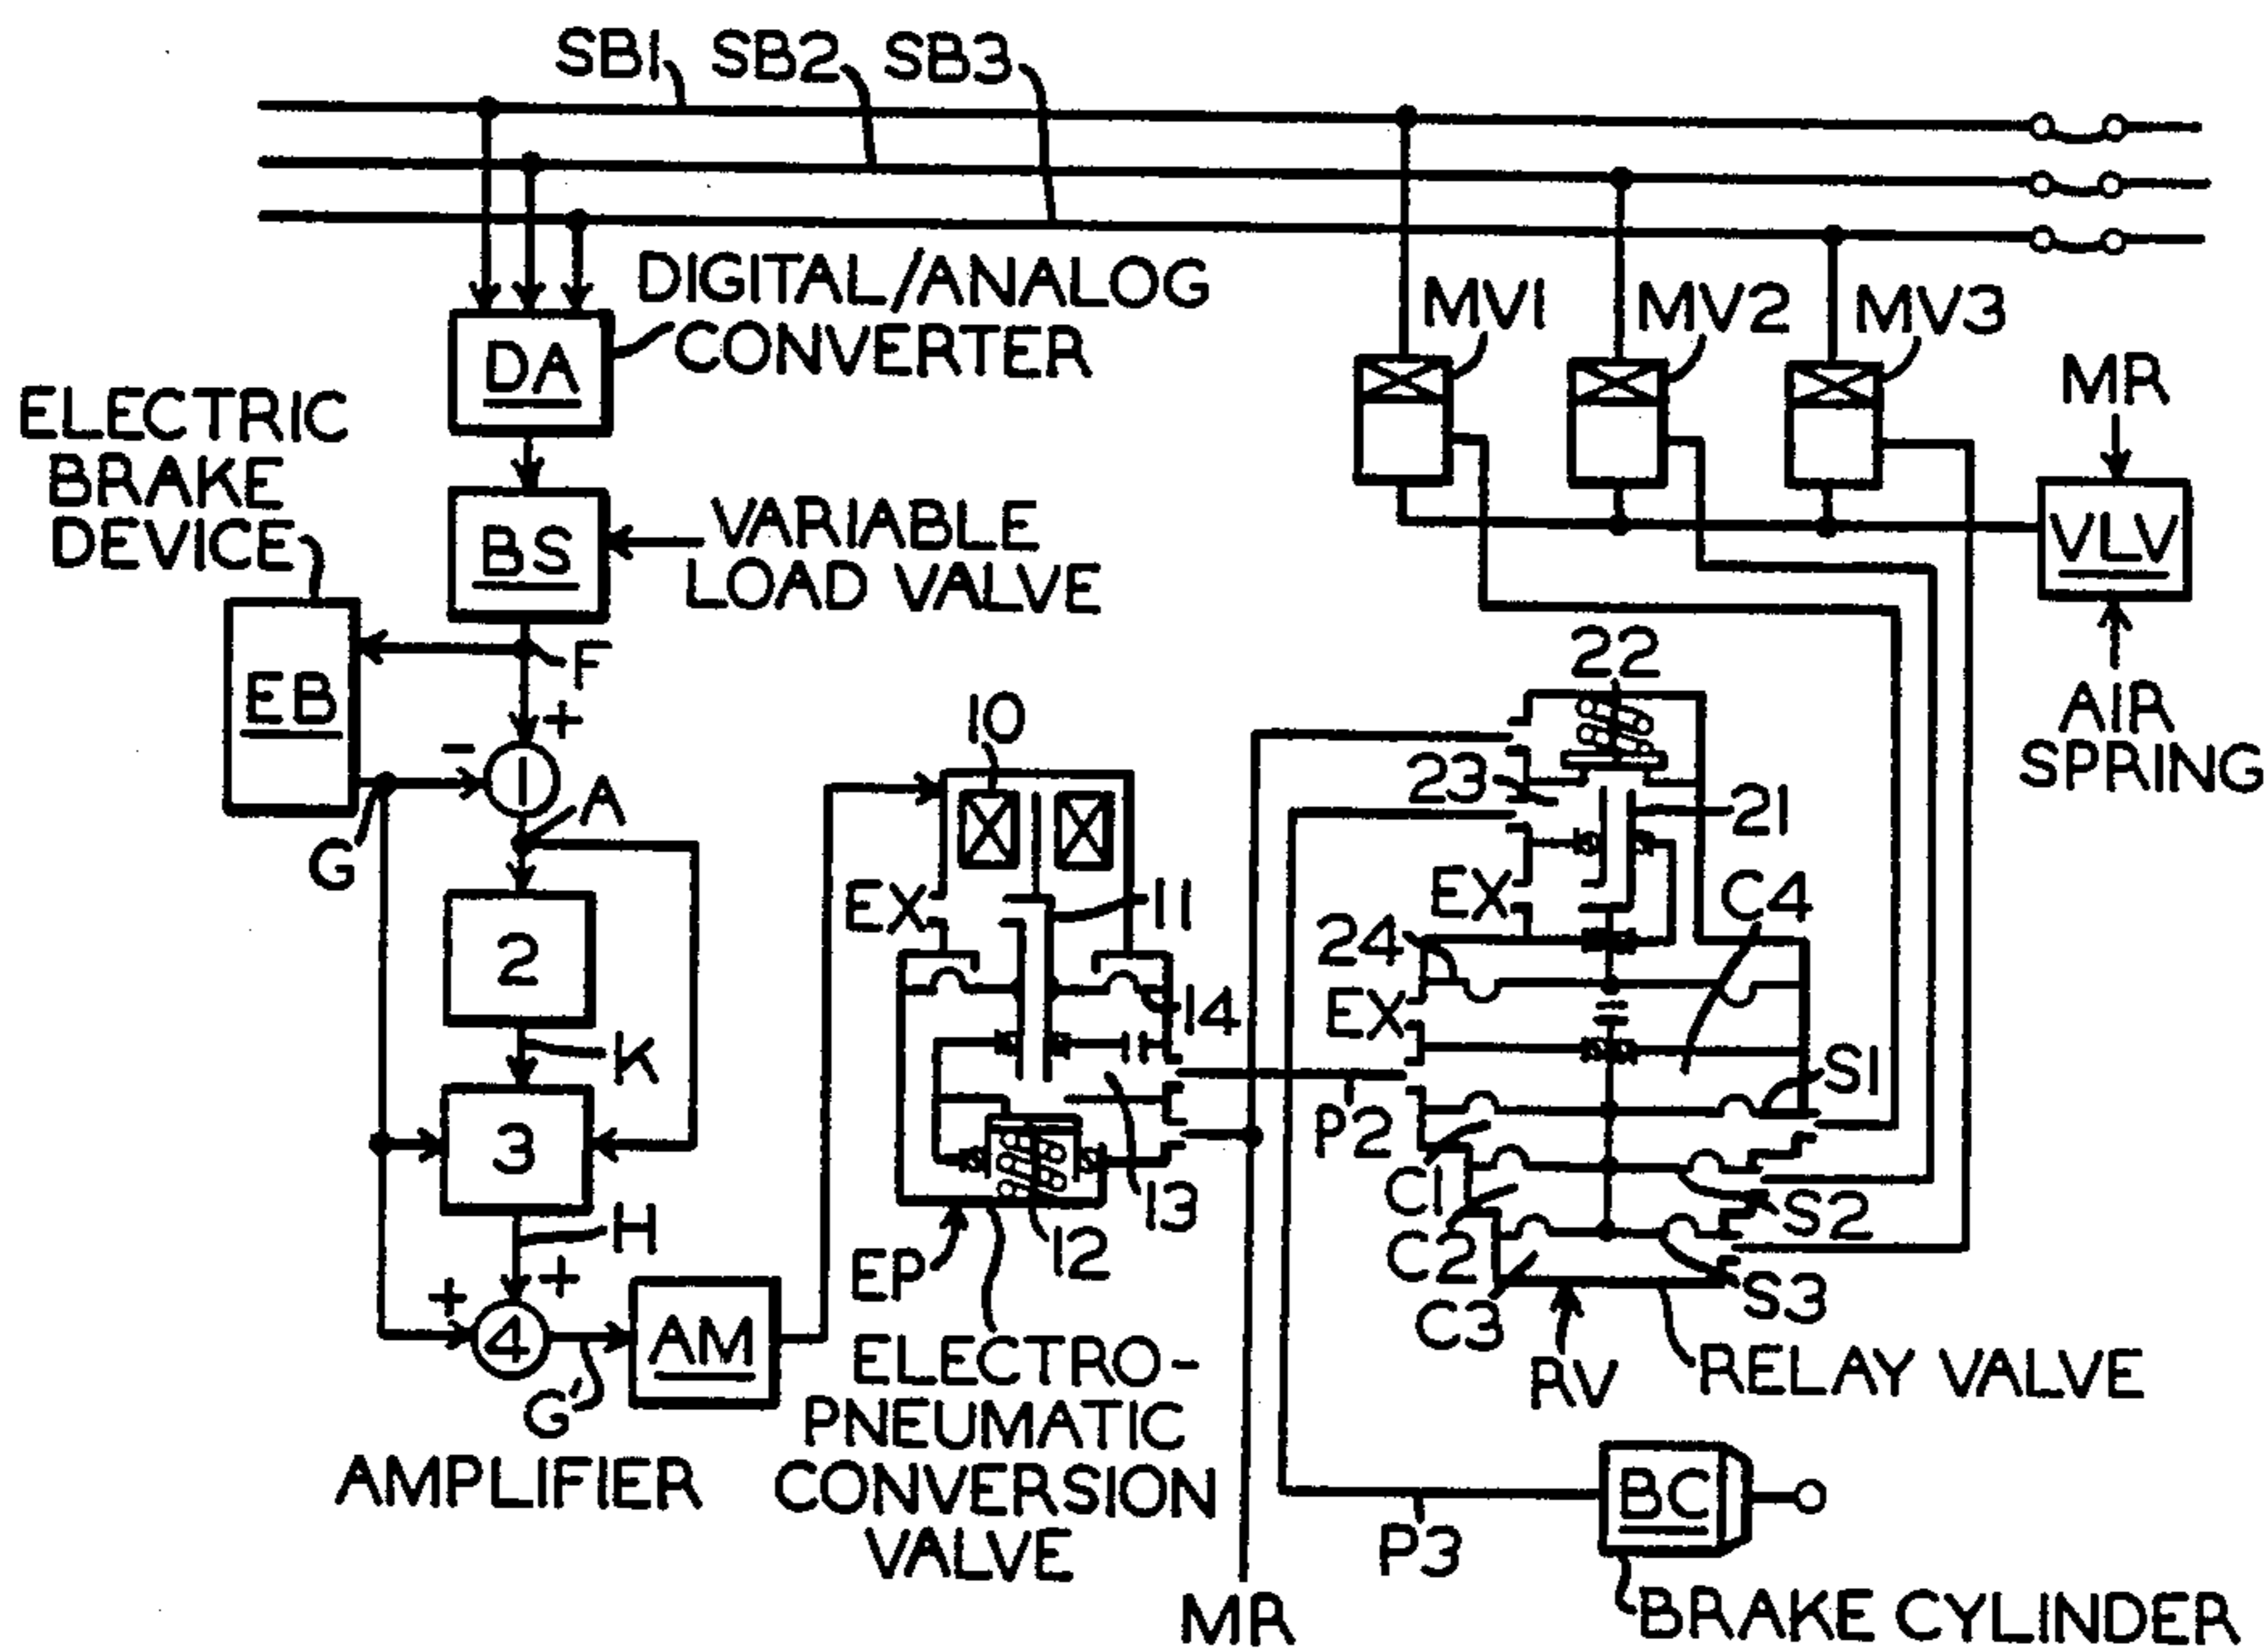 SB1 SB2 SB3
DIGITAL/ANALOG
CONVERTER
DA
MV1 MV2 MV3
MR
ELECTRIC
BRAKE
DEVICE
BS
VARIABLE
LOAD VALVE
VLV
AIR
SPRING
EB
F
+
-
1
A
G
2
K
3
H
+
+
4
G'
AM
AMPLIFIER
10
EX
11
14
13
12
EP
ELECTRO-
PNEUMATIC
CONVERSION
VALVE
MR
22
23
21
EX
C4
24
EX
S1
P2
C1
S2
C2
S3
C3
RV
RELAY VALVE
BC
P3
BRAKE CYLINDER